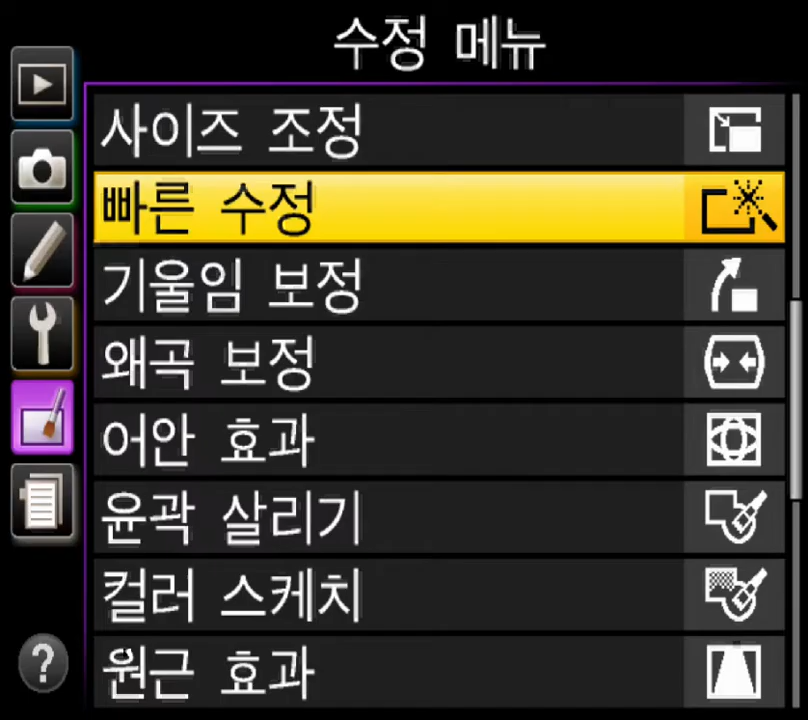 수정 메뉴
사이즈 조정
빠른 수정
기울임 보정
왜곡 보정
어안 효과
윤곽 살리기
컬러 스케치
원근 효과
?